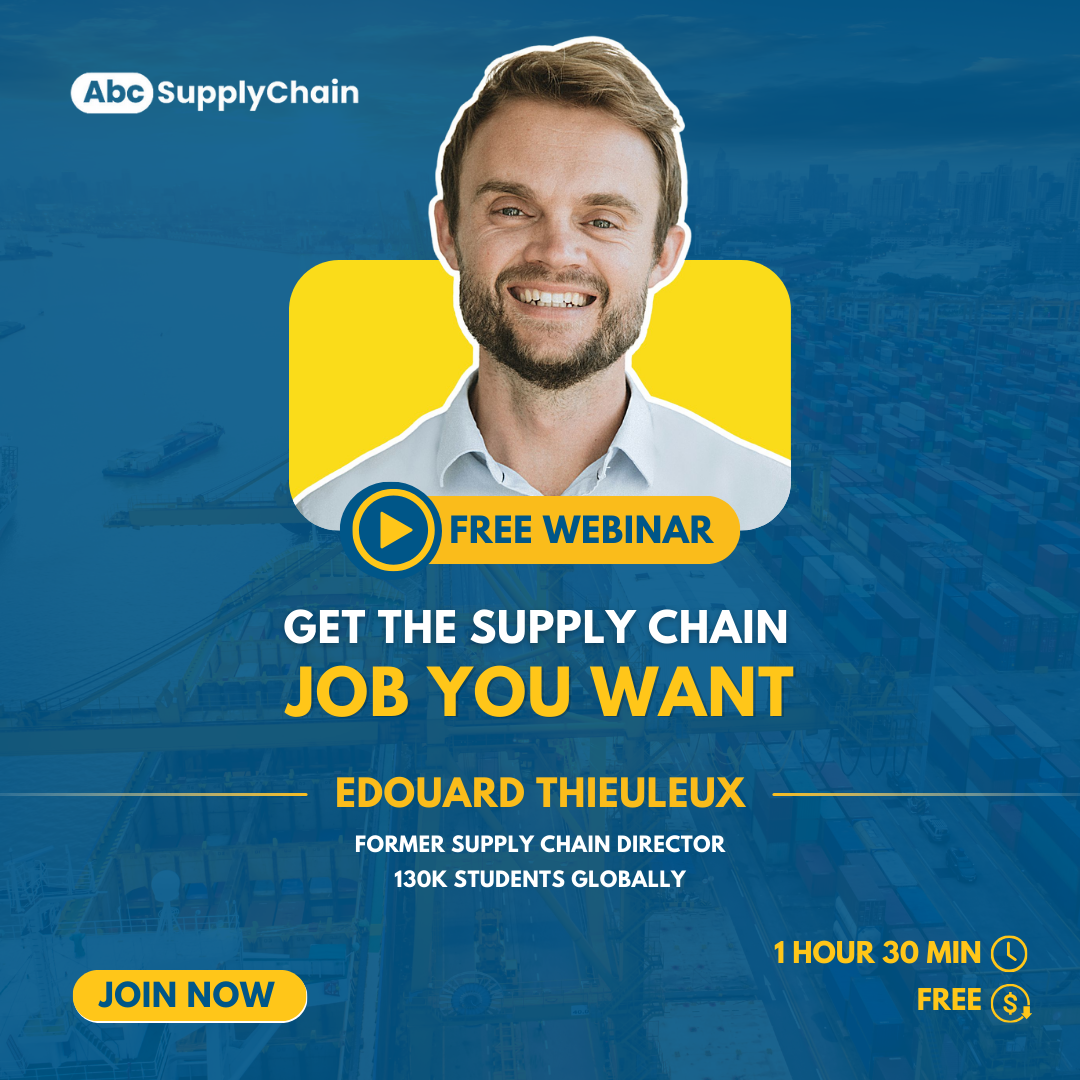 Abc SupplyChain
FREE WEBINAR
GET THE SUPPLY CHAIN
JOB YOU WANT
EDOUARD THIEULEUX
FORMER SUPPLY CHAIN DIRECTOR
130K STUDENTS GLOBALLY
1 HOUR 30 MIN
FREE
JOIN NOW